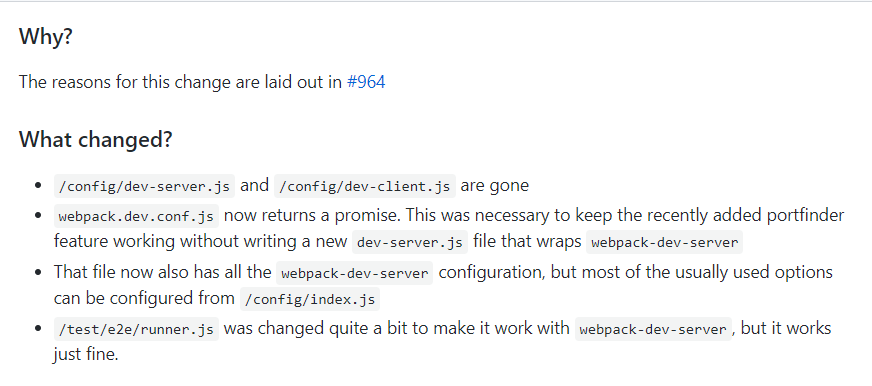 Why?
The reasons for this change are laid out in #964
What changed?
• /config/dev-server.js and /config/dev-client.js are gone
• webpack.dev.conf.js now returns a promise. This was necessary to keep the recently added portfinder
feature working without writing a new dev-server.js file that wraps webpack-dev-server
• That file now also has all the webpack-dev-server configuration, but most of the usually used options
can be configured from /config/index.js
• /test/e2e/runner.js was changed quite a bit to make it work with webpack-dev-server, but it works
just fine.